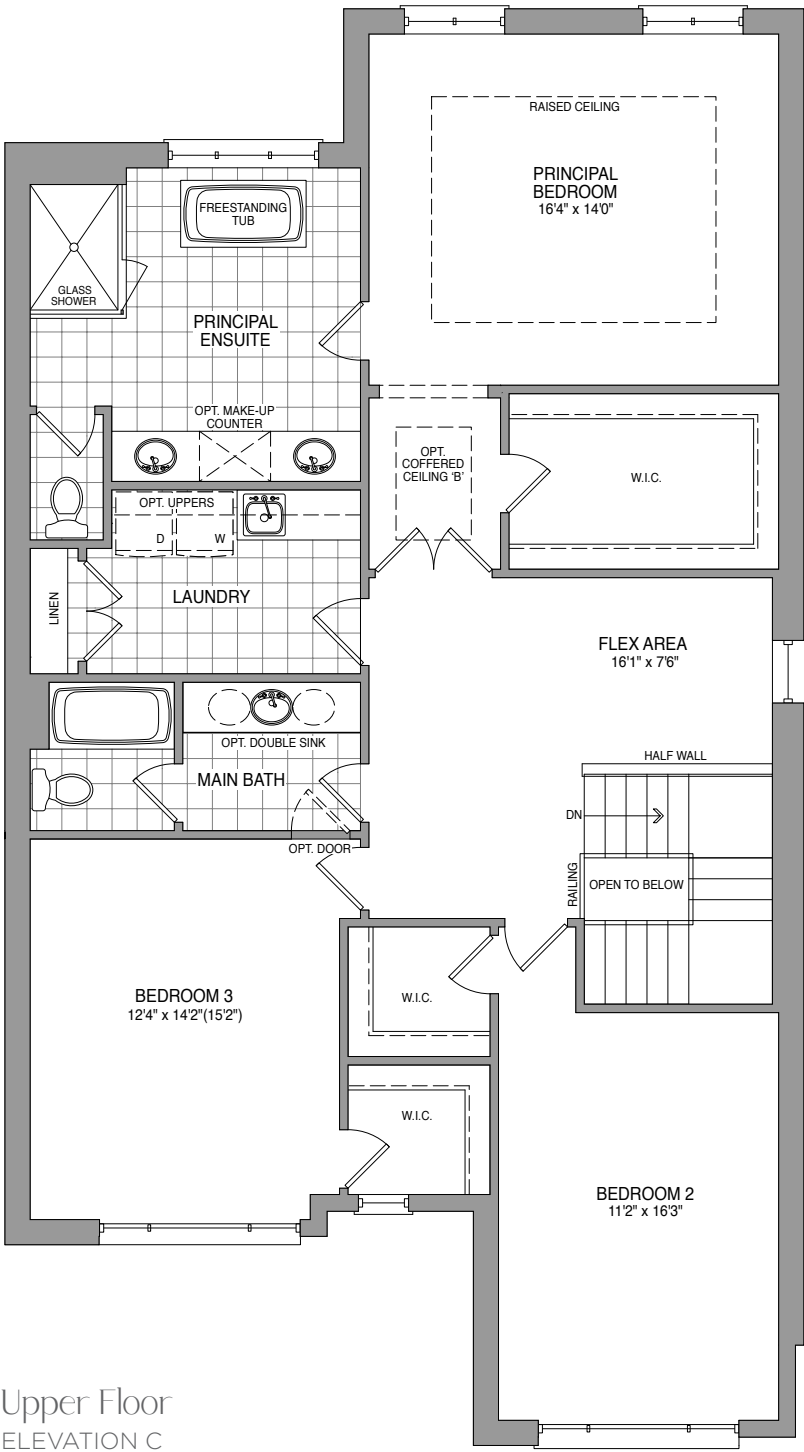 RAISED CEILING
PRINCIPAL
BEDROOM
16'4" x 14'0"
FREESTANDING
TUB
GLASS
SHOWER
PRINCIPAL
ENSUITE
OPT. MAKE-UP
COUNTER
OPT.
COFFERED
CEILING 'B'
W.I.C.
OPT. UPPERS
D
W
LINEN
LAUNDRY
FLEX AREA
16'1" x 7'6"
OPT. DOUBLE SINK
MAIN BATH
HALF WALL
DN
OPT. DOOR
RAILING
OPEN TO BELOW
BEDROOM 3
12'4" x 14'2"(15'2")
W.I.C.
W.I.C.
BEDROOM 2
11'2" x 16'3"
Upper Floor
ELEVATION C